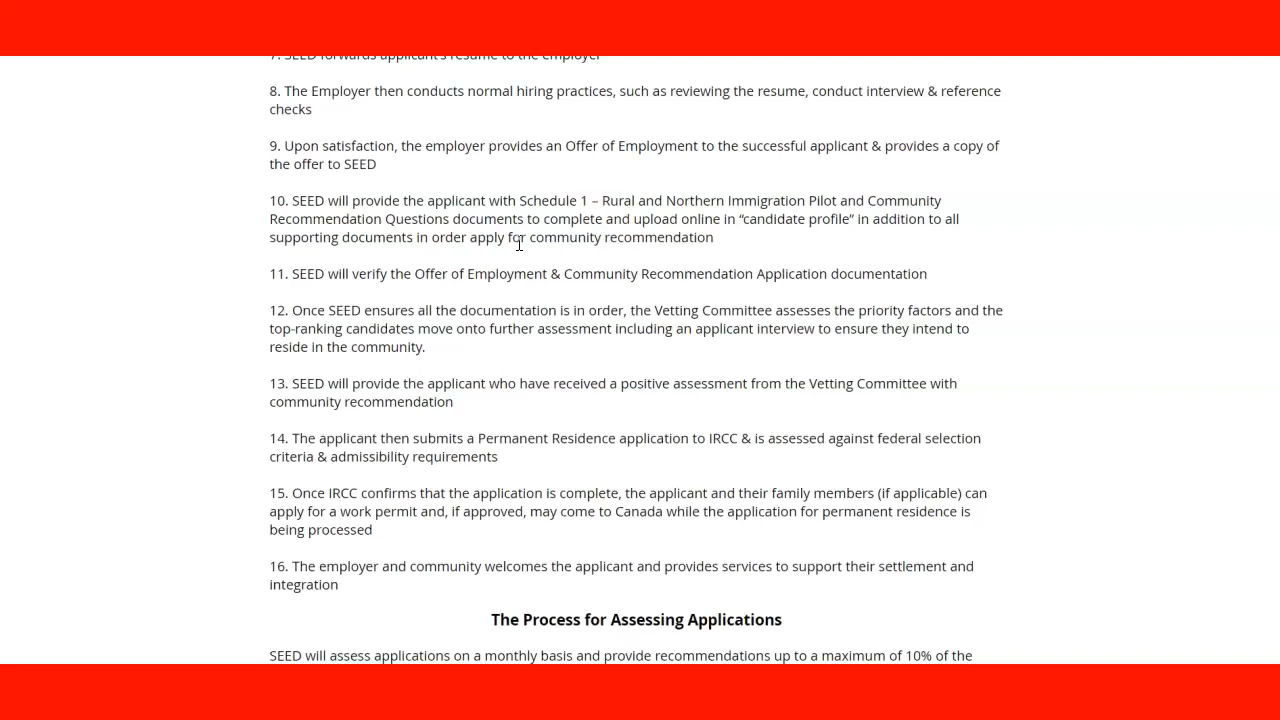 7. SEED forwards applicant's resume to the employer
8. The Employer then conducts normal hiring practices, such as reviewing the resume, conduct interview & reference
checks
9. Upon satisfaction, the employer provides an Offer of Employment to the successful applicant & provides a copy of
the offer to SEED
10. SEED will provide the applicant with Schedule 1 – Rural and Northern Immigration Pilot and Community
Recommendation Questions documents to complete and upload online in “candidate profile” in addition to all
supporting documents in order apply for community recommendation
11. SEED will verify the Offer of Employment & Community Recommendation Application documentation
12. Once SEED ensures all the documentation is in order, the Vetting Committee assesses the priority factors and the
top-ranking candidates move onto further assessment including an applicant interview to ensure they intend to
reside in the community.
13. SEED will provide the applicant who have received a positive assessment from the Vetting Committee with
community recommendation
14. The applicant then submits a Permanent Residence application to IRCC & is assessed against federal selection
criteria & admissibility requirements
15. Once IRCC confirms that the application is complete, the applicant and their family members (if applicable) can
apply for a work permit and, if approved, may come to Canada while the application for permanent residence is
being processed
16. The employer and community welcomes the applicant and provides services to support their settlement and
integration
The Process for Assessing Applications
SEED will assess applications on a monthly basis and provide recommendations up to a maximum of 10% of the